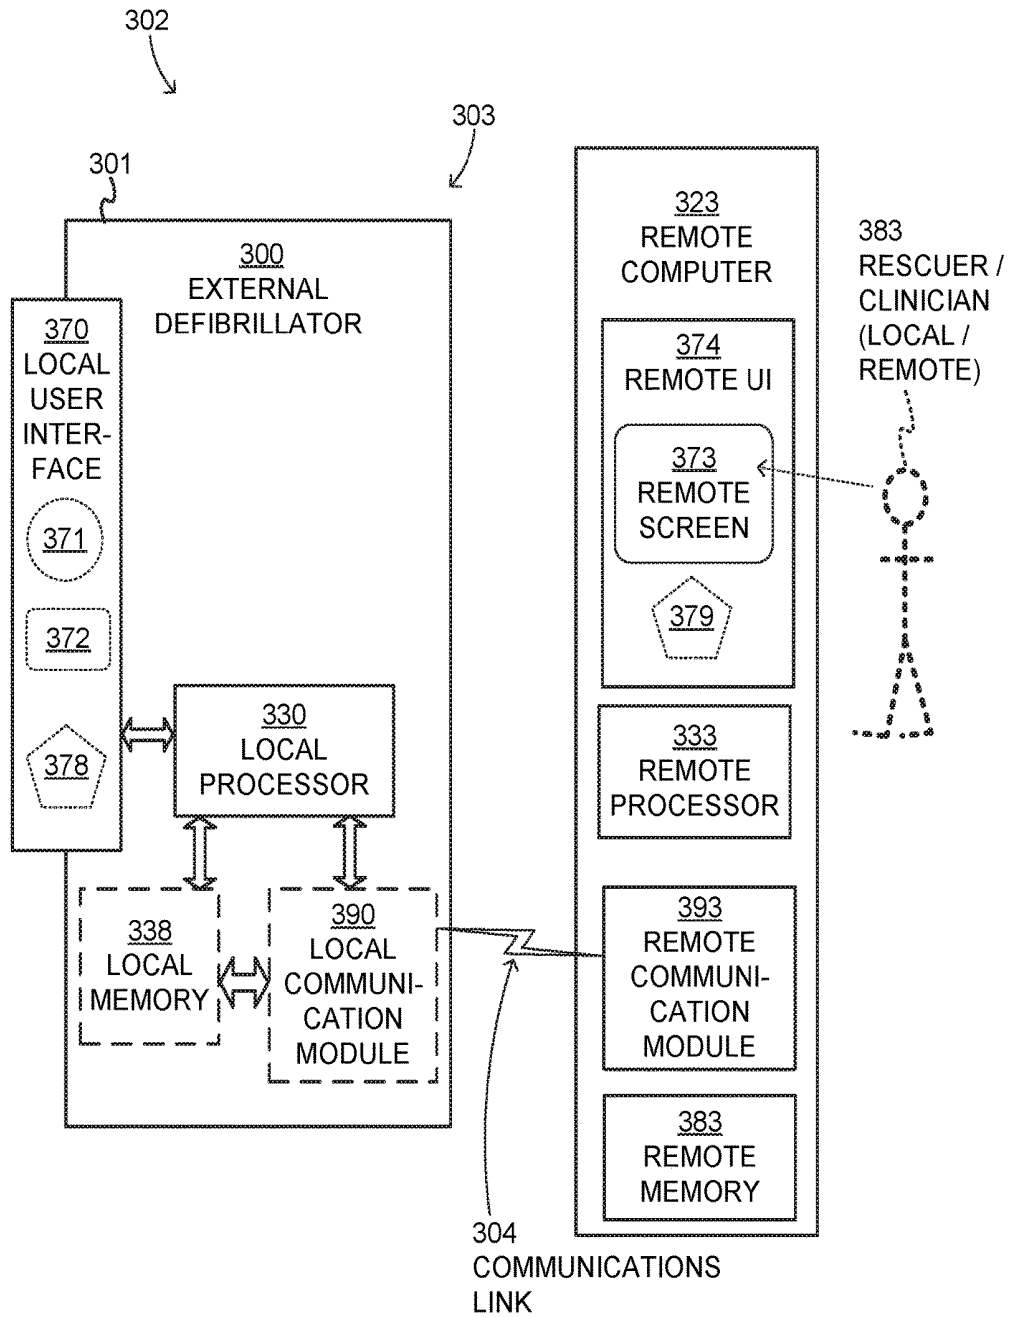 302
303
301
300
EXTERNAL
DEFIBRILLATOR
370
LOCAL
USER
INTER-
FACE
371
372
378
330
LOCAL
PROCESSOR
338
LOCAL
MEMORY
390
LOCAL
COMMUNI-
CATION
MODULE
323
REMOTE
COMPUTER
374
REMOTE UI
373
REMOTE
SCREEN
379
333
REMOTE
PROCESSOR
393
REMOTE
COMMUNI-
CATION
MODULE
383
REMOTE
MEMORY
383
RESCUER /
CLINICIAN
(LOCAL /
REMOTE)
304
COMMUNICATIONS
LINK